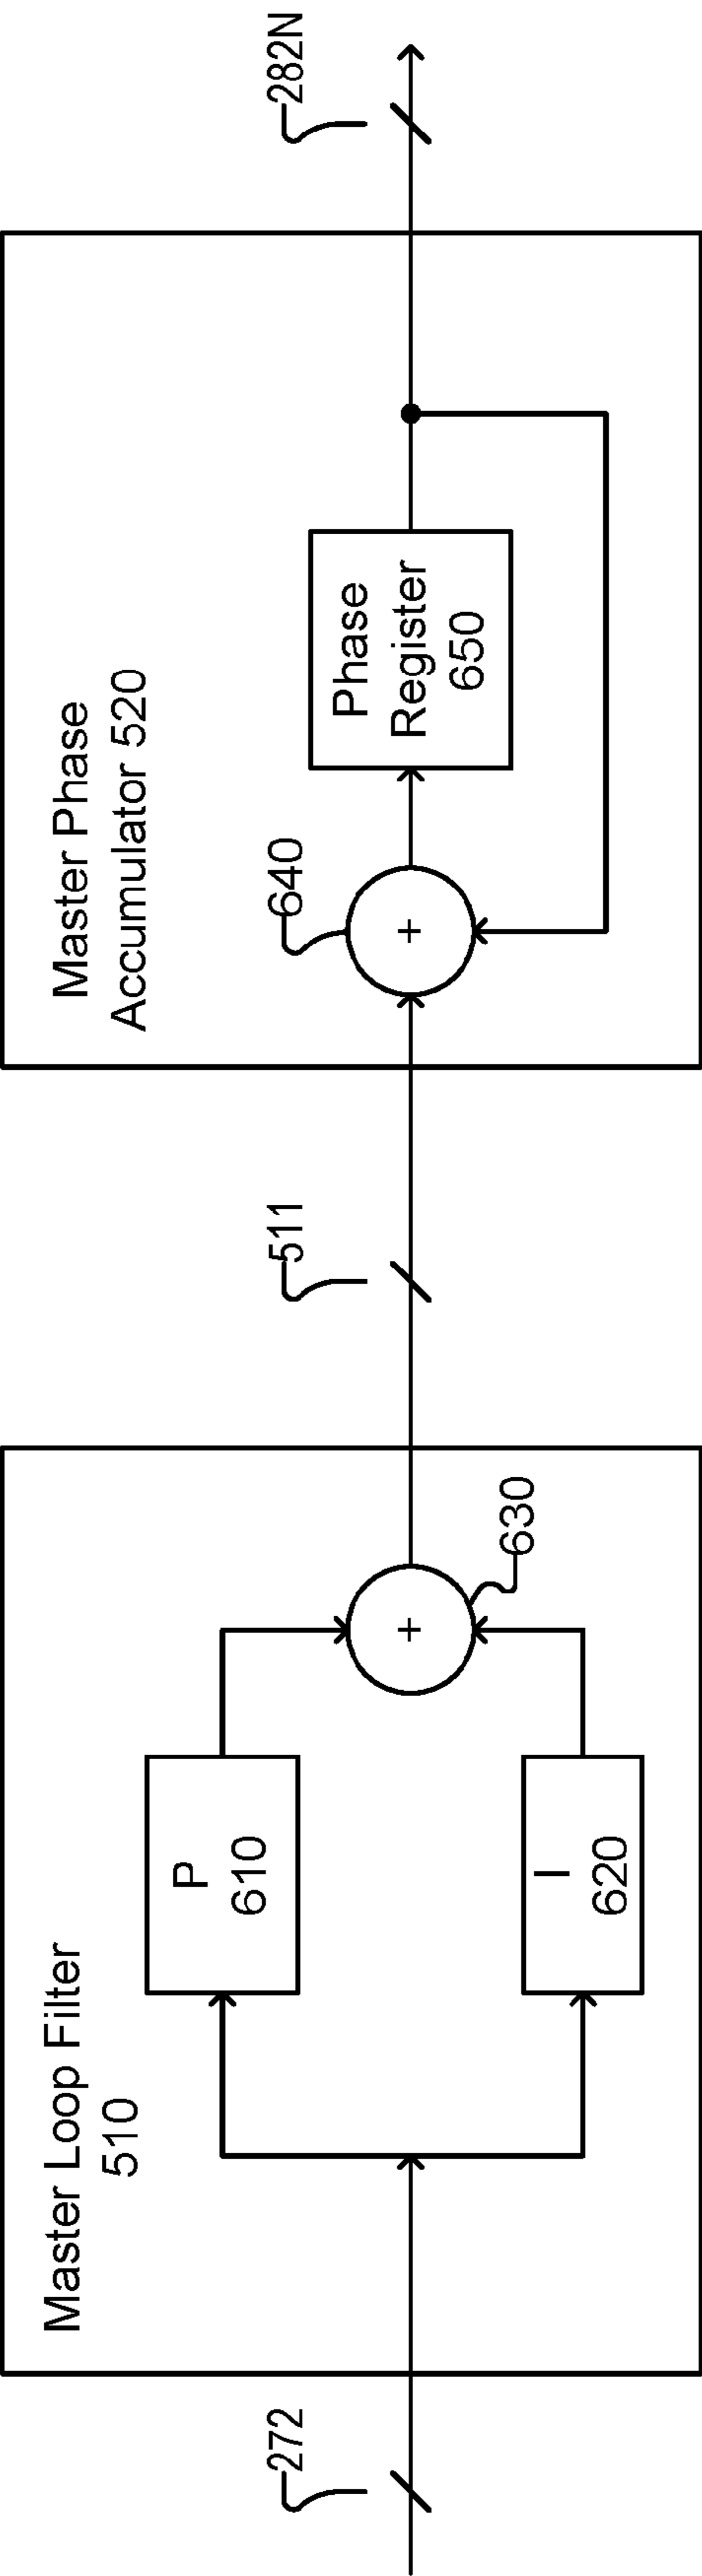 272
Master Loop Filter
510
P
610
I
620
+
630
511
Master Phase
Accumulator 520
640
+
Phase
Register
650
282N